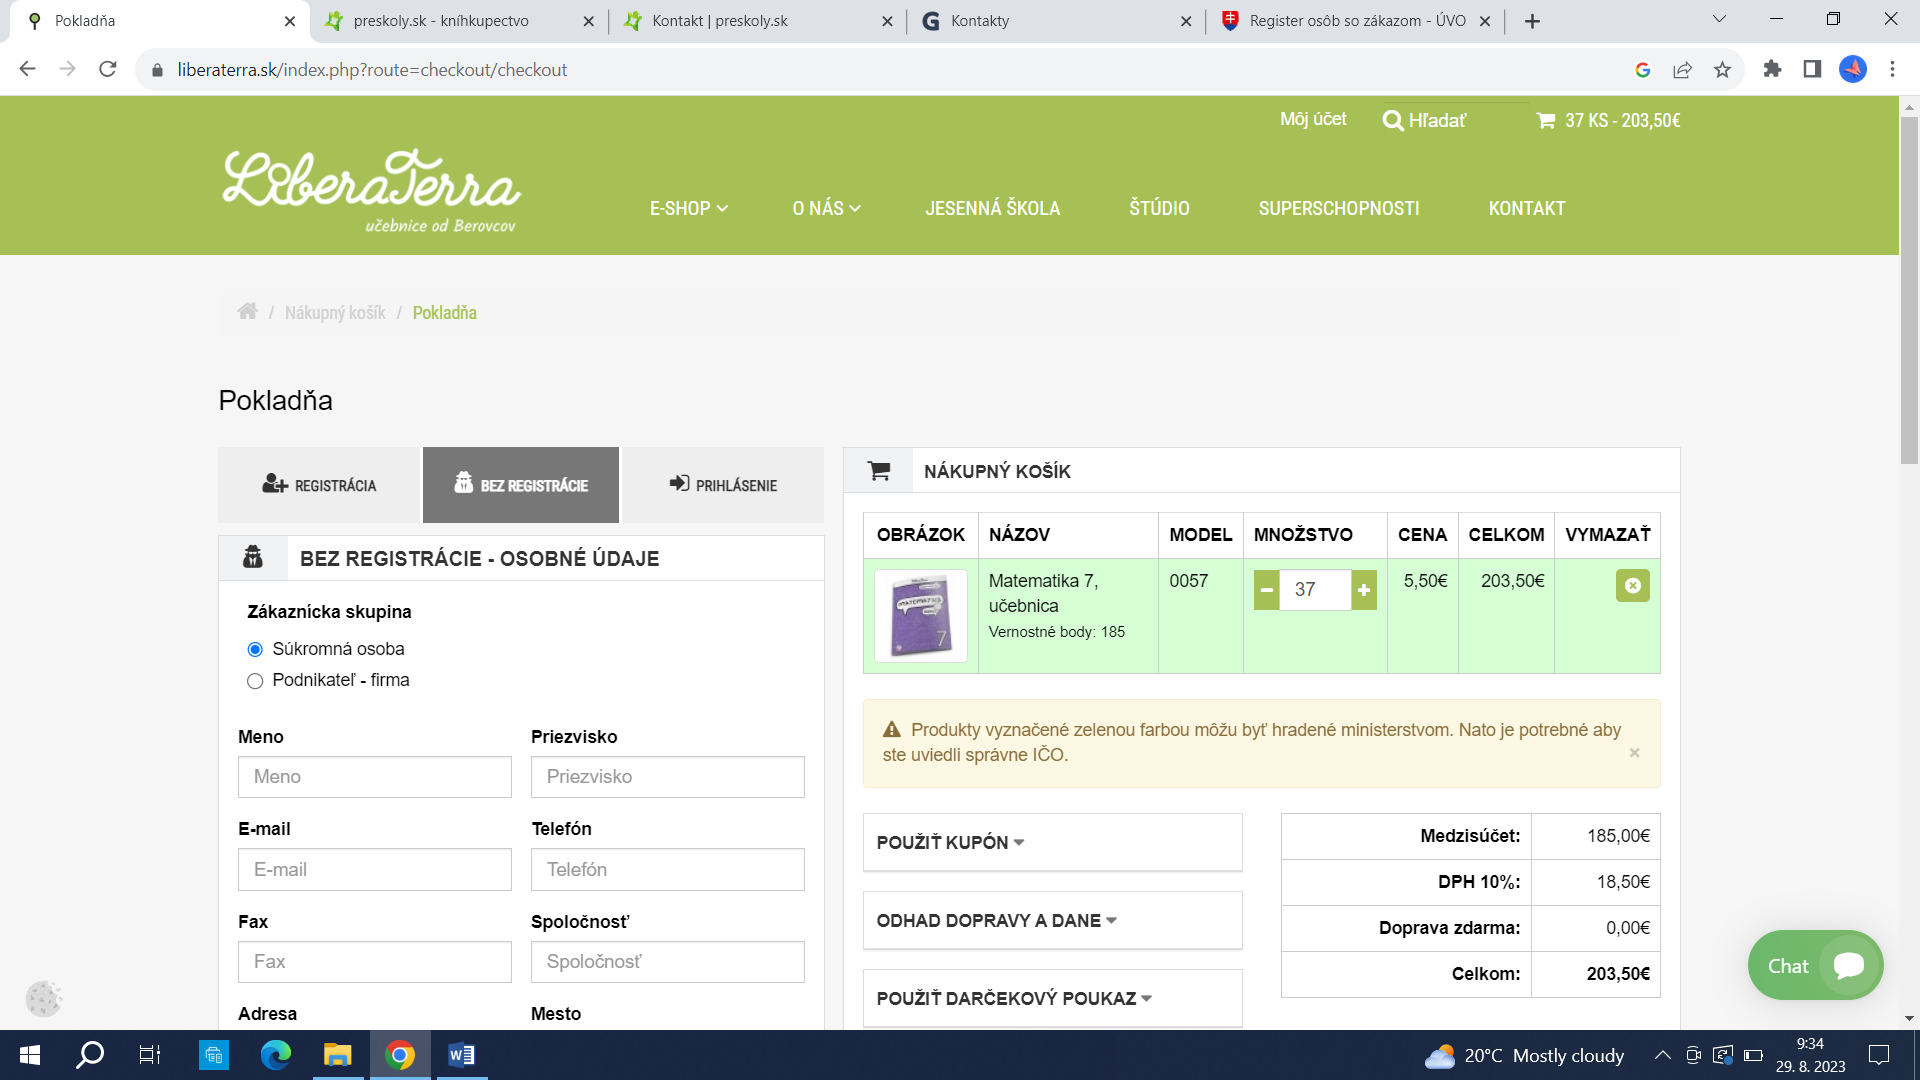 Pokladňa
preskoly.sk - kníhkupectvo
Kontakt | preskoly.sk
Kontakty
Register osôb so zákazom - ÚVO
liberaterra.sk/index.php?route=checkout/checkout
Môj účet
Hľadať
37 KS - 203,50€
LiberaTerra
učebnice od Berovcov
E-SHOP
O NÁS
JESENNÁ ŠKOLA
ŠTÚDIO
SUPERSCHOPNOSTI
KONTAKT
/ Nákupný košík / Pokladňa
Pokladňa
REGISTRÁCIA
BEZ REGISTRÁCIE
PRIHLÁSENIE
BEZ REGISTRÁCIE - OSOBNÉ ÚDAJE
Zákaznícka skupina
Súkromná osoba
Podnikateľ - firma
Meno
Priezvisko
Meno
Priezvisko
E-mail
Telefón
E-mail
Telefón
Fax
Spoločnosť
Fax
Spoločnosť
Adresa
Mesto
NÁKUPNÝ KOŠÍK
OBRÁZOK NÁZOV MODEL MNOŽSTVO CENA CELKOM VYMAZAŤ
Matematika 7,
učebnica
Vernostné body: 185
0057
37
5,50€
203,50€
MATEMATIKA
7
Produkty vyznačené zelenou farbou môžu byť hradené ministerstvom. Nato je potrebné aby
ste uviedli správne IČO.
POUŽIŤ KUPÓN
ODHAD DOPRAVY A DANE
POUŽIŤ DARČEKOVÝ POUKAZ
Medzisúčet: 185,00€
DPH 10%: 18,50€
Doprava zdarma: 0,00€
Celkom: 203,50€
Chat
20°C Mostly cloudy
9:34
29. 8. 2023